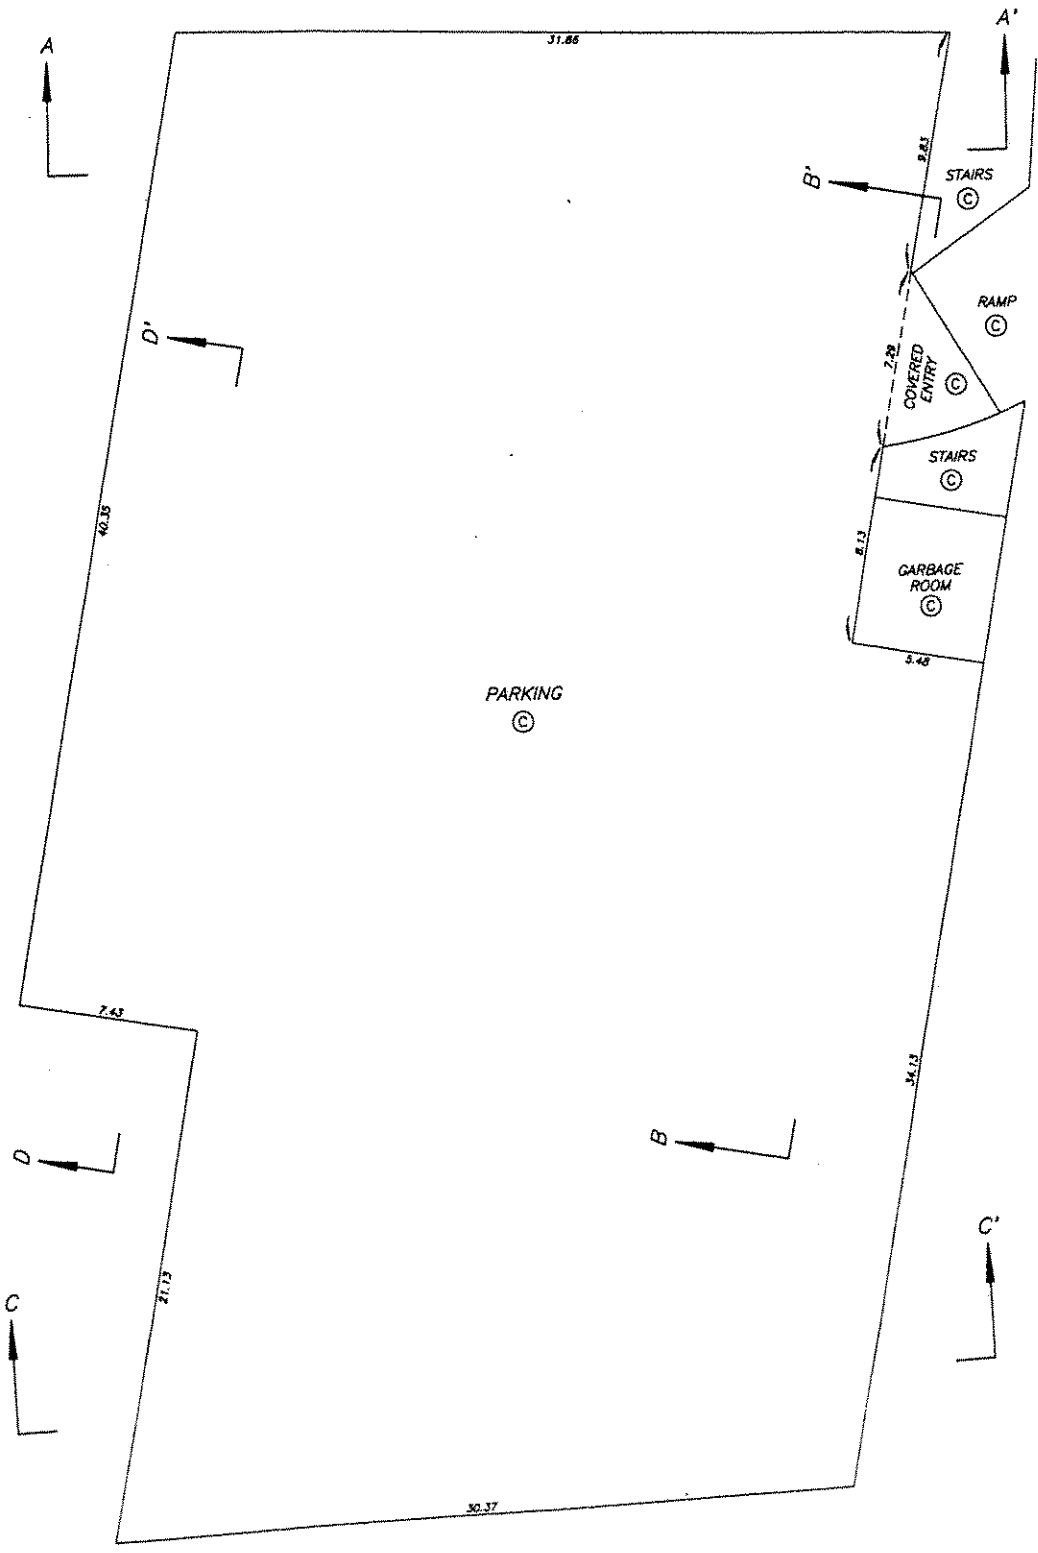 A
A'
31.86
9.83
STAIRS
C
B'
RAMP
C
D'
7.29
COVERED
ENTRY
C
STAIRS
C
40.35
8.13
GARBAGE
ROOM
C
5.48
PARKING
C
7.43
34.13
D
B
21.13
C
C'
30.37